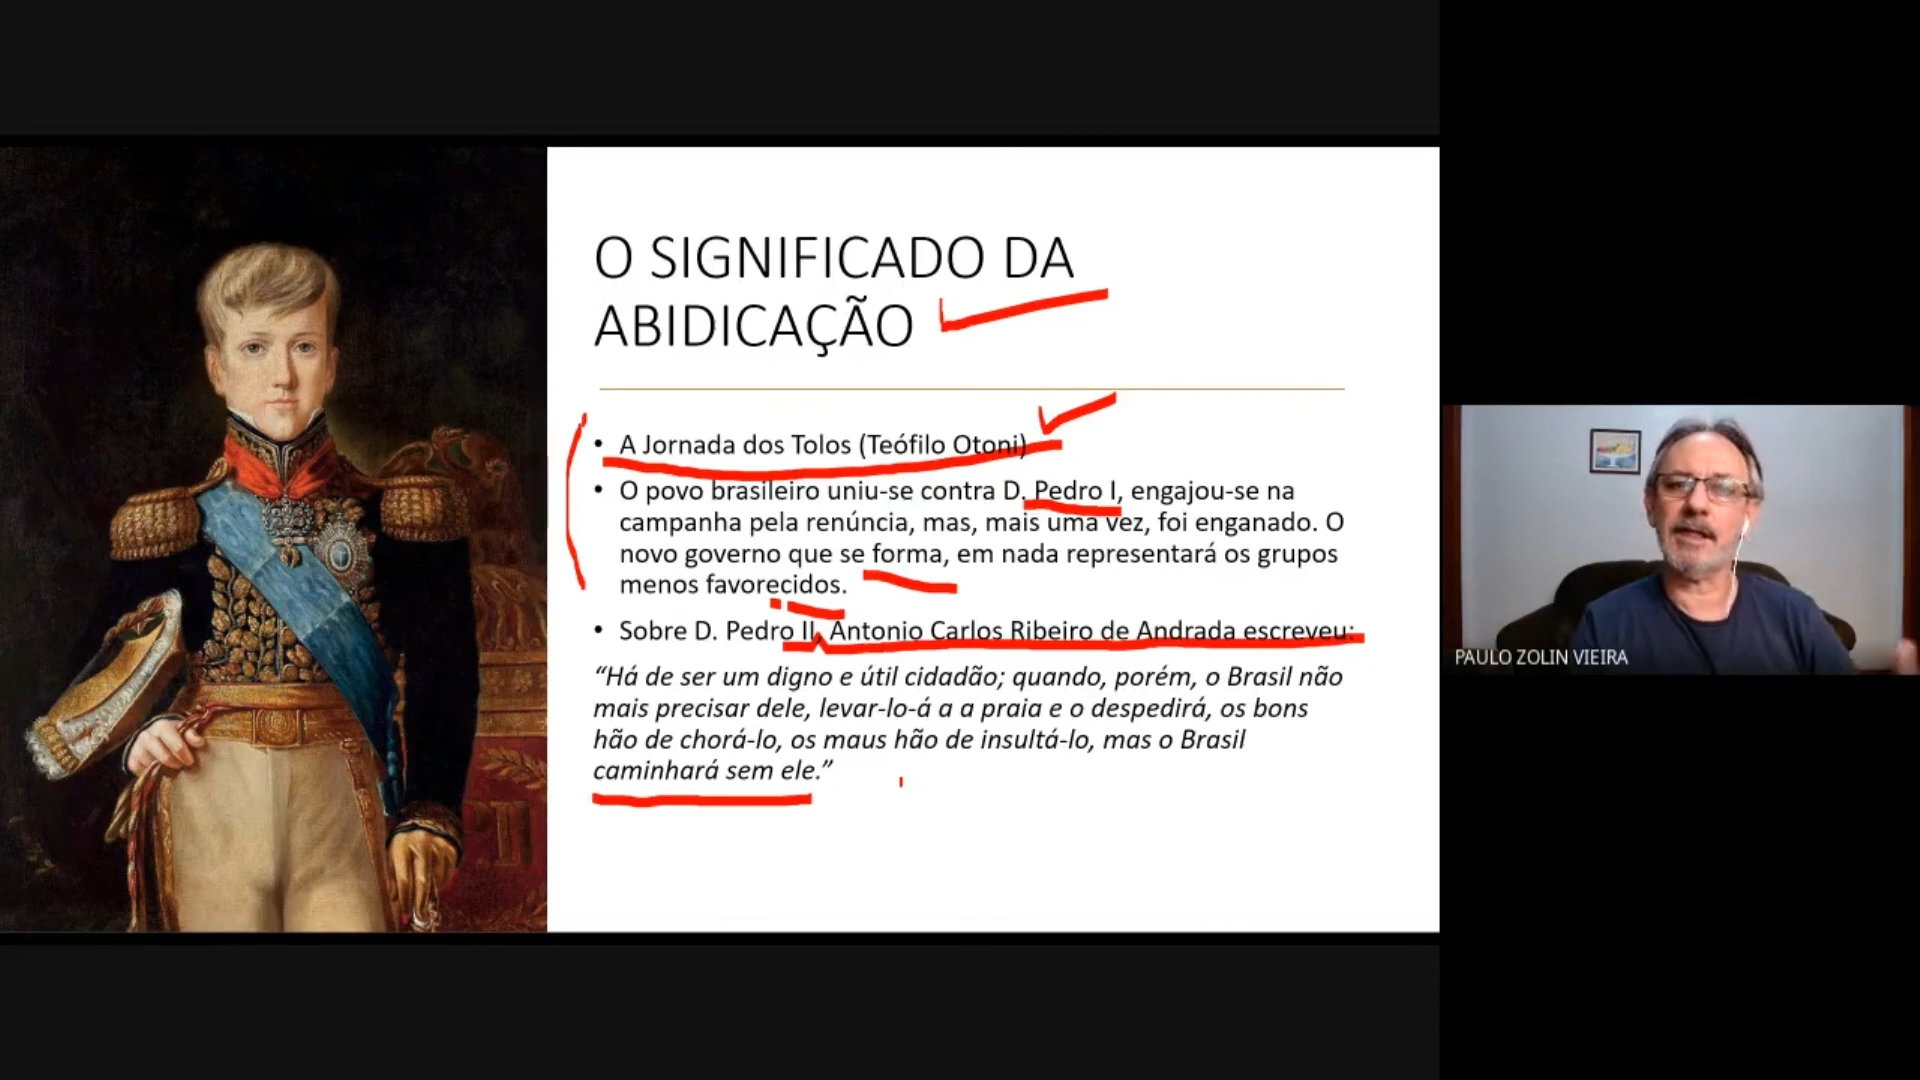 O SIGNIFICADO DA
ABIDICAÇÃO
• A Jornada dos Tolos (Teófilo Otoni)
• O povo brasileiro uniu-se contra D. Pedro I, engajou-se na
campanha pela renúncia, mas, mais uma vez, foi enganado. O
novo governo que se forma, em nada representará os grupos
menos favorecidos.
• Sobre D. Pedro II, Antonio Carlos Ribeiro de Andrada escreveu:
“Há de ser um digno e útil cidadão; quando, porém, o Brasil não
mais precisar dele, levar-lo-á a a praia e o despedirá, os bons
hão de chorá-lo, os maus hão de insultá-lo, mas o Brasil
caminhará sem ele.”
PAULO ZOLIN VIEIRA